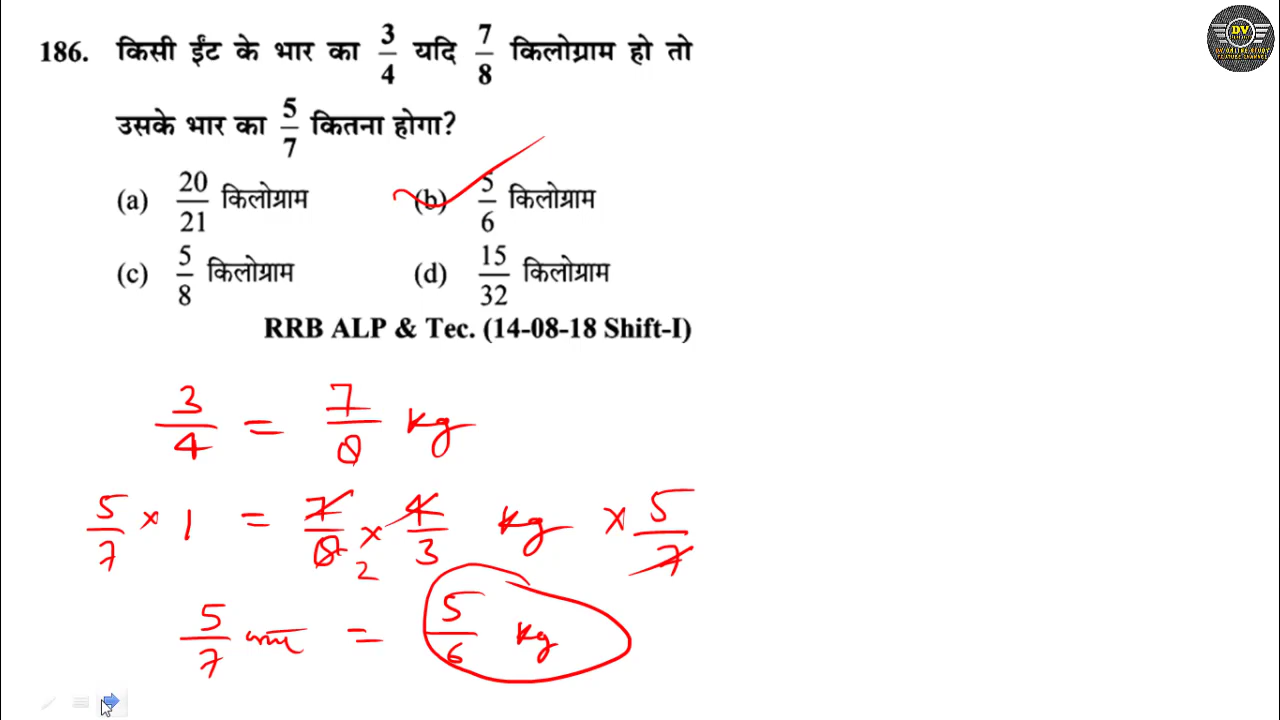 186. किसी ईंट के भार का 3/4 यदि 7/8 किलोग्राम हो तो
उसके भार का 5/7 कितना होगा?
(a) 20/21 किलोग्राम (b) 5/6 किलोग्राम
(c) 5/8 किलोग्राम (d) 15/32 किलोग्राम
RRB ALP & Tec. (14-08-18 Shift-I)
3/4 = 7/8 kg
5/7 × 1 = 7/8 × 4/3 kg × 5/7
2
5/7 = 5/6 kg
DV